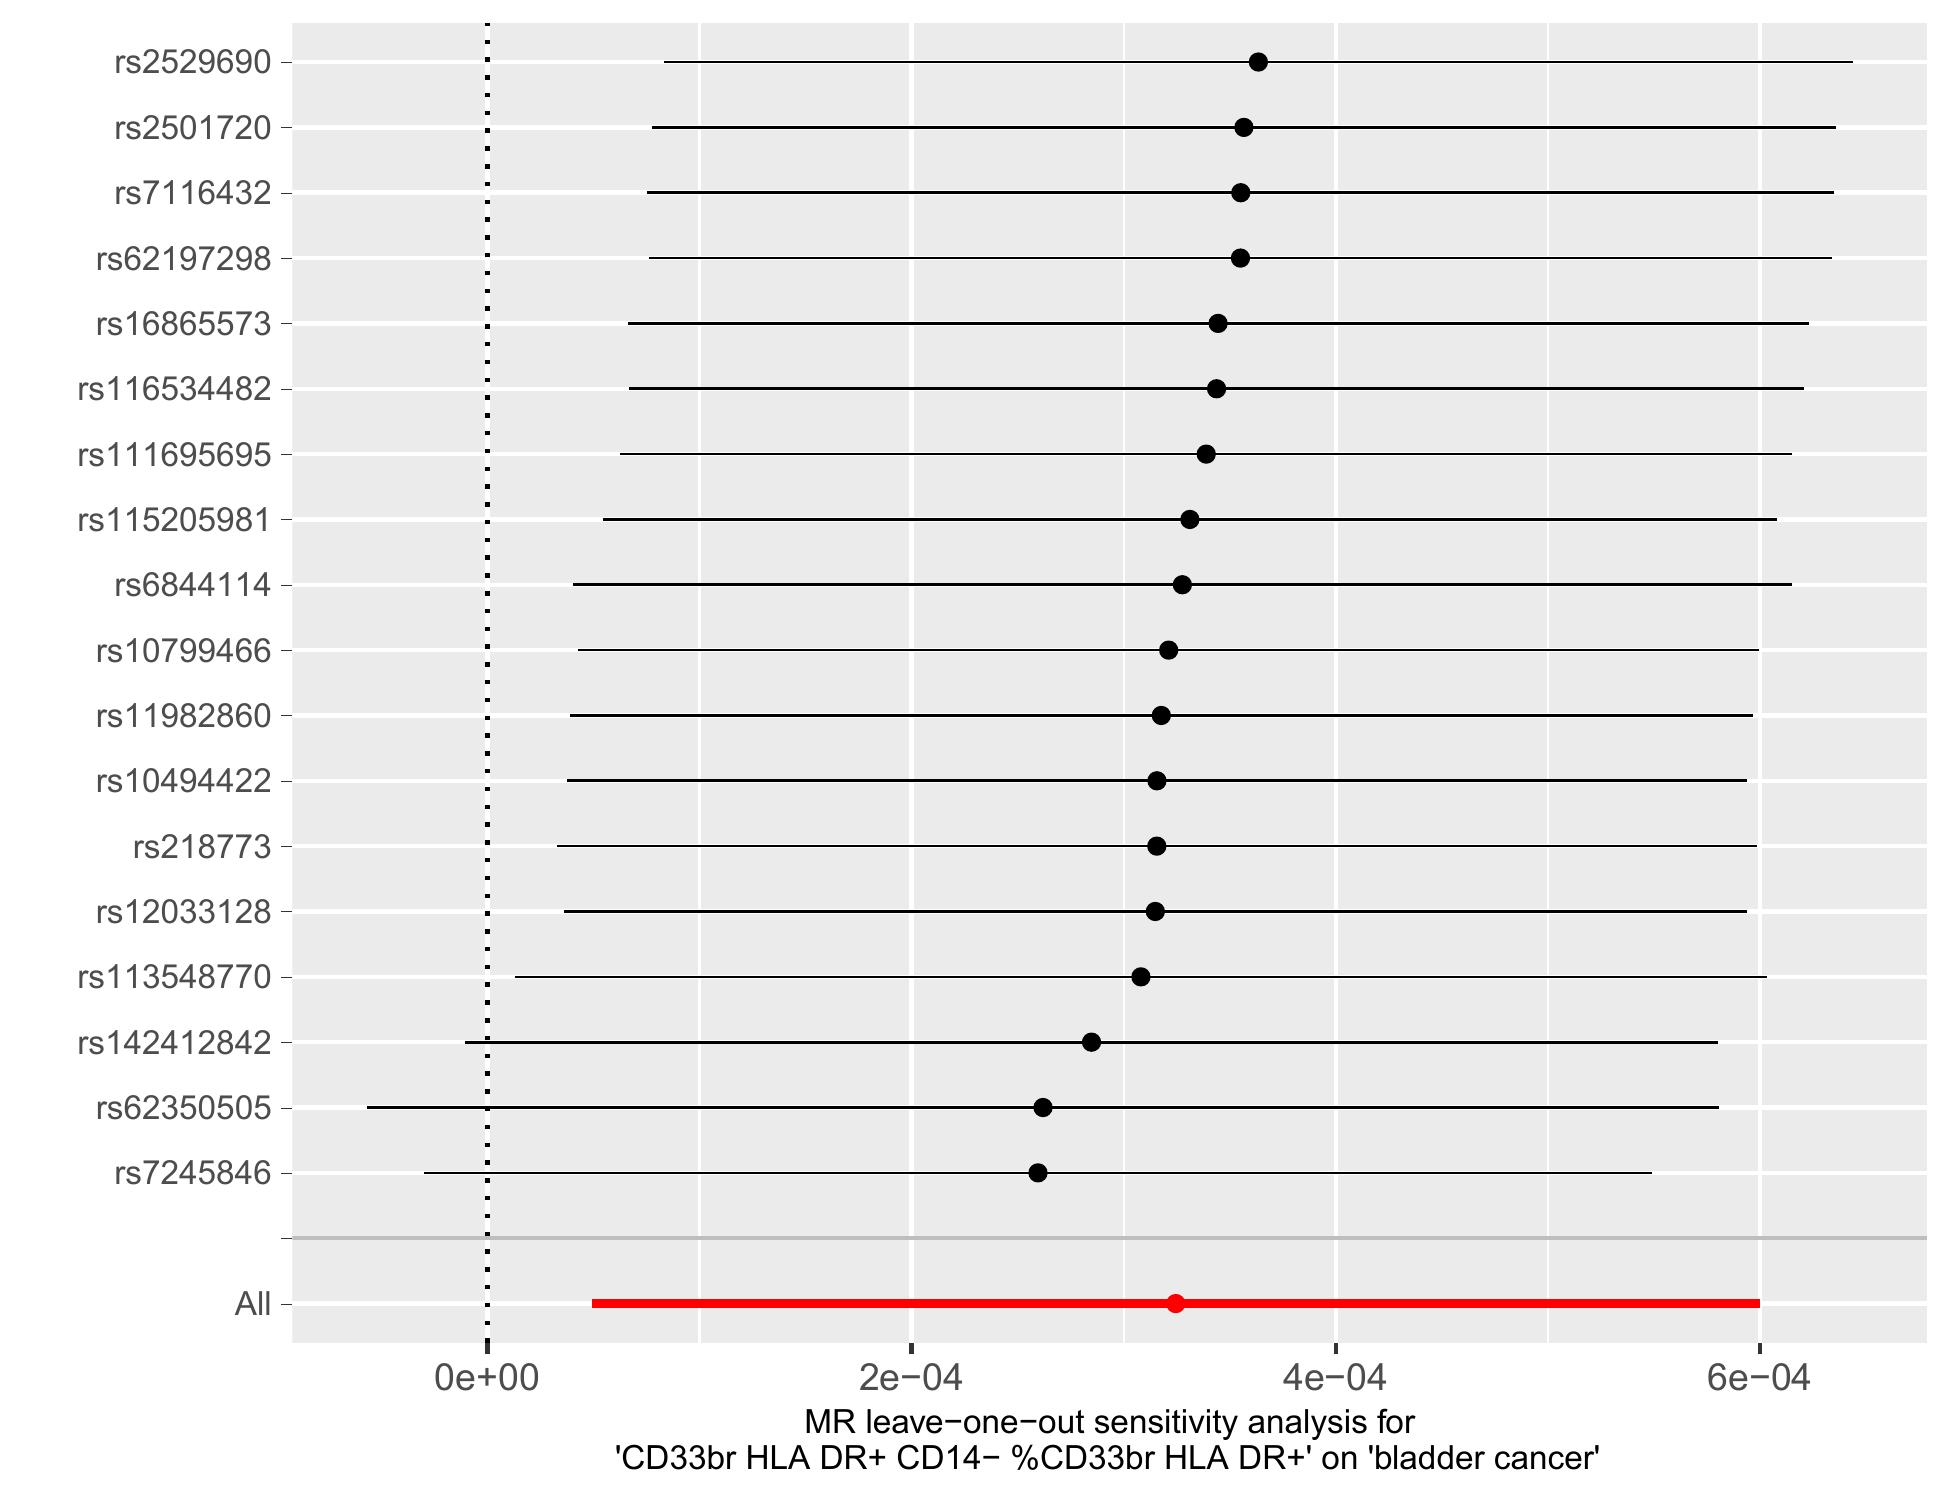 rs2529690
rs2501720
rs7116432
rs62197298
rs16865573
rs116534482
rs111695695
rs115205981
rs6844114
rs10799466
rs11982860
rs10494422
rs218773
rs12033128
rs113548770
rs142412842
rs62350505
rs7245846
All
0e+00 2e−04 4e−04 6e−04
MR leave−one−out sensitivity analysis for
'CD33br HLA DR+ CD14− %CD33br HLA DR+' on 'bladder cancer'